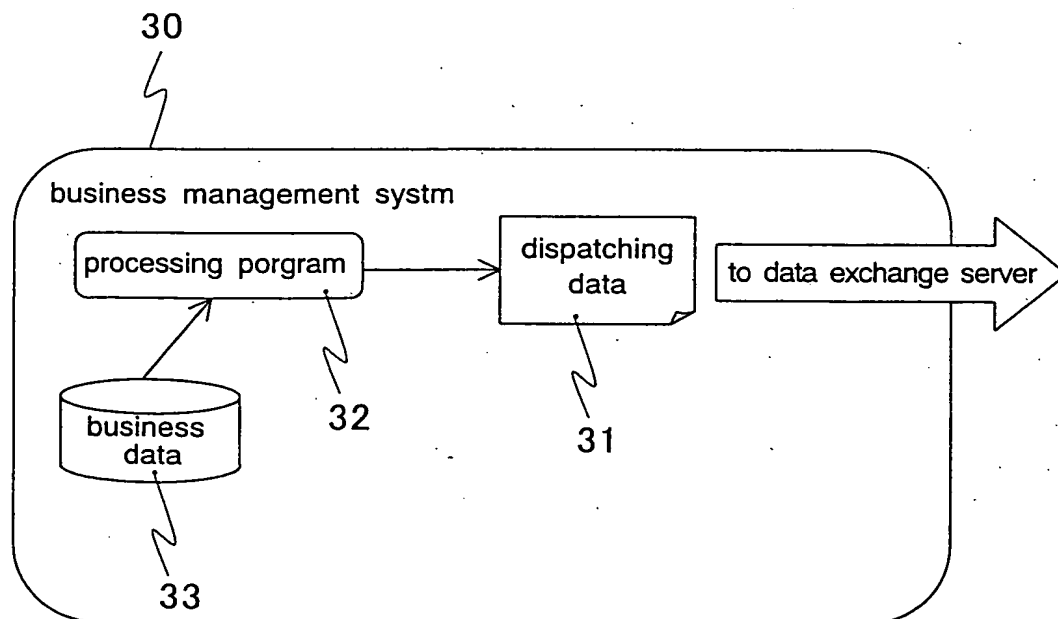 30
business management systm
processing porgram
dispatching
data
to data exchange server
32
31
business
data
33